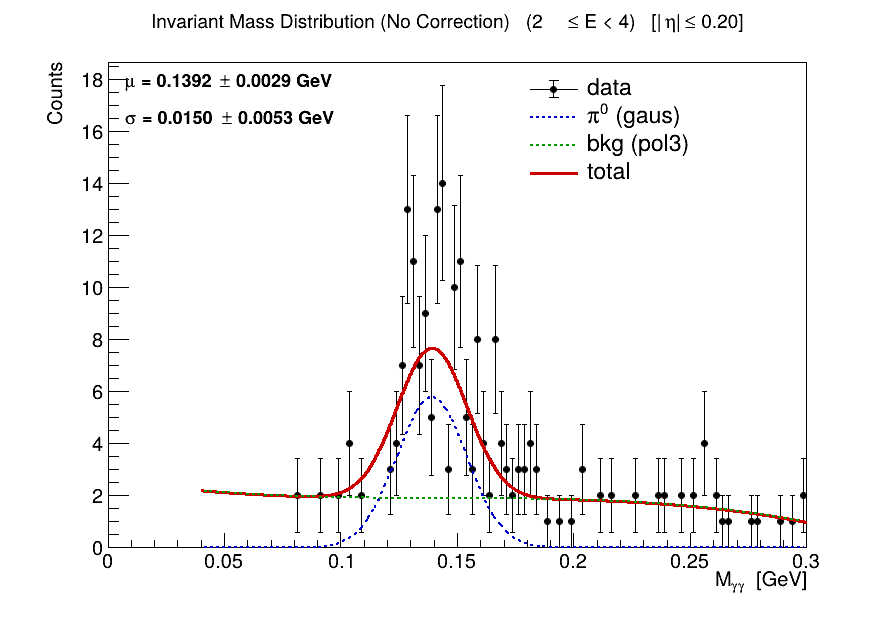 Invariant Mass Distribution (No Correction) (2 ≤ E < 4) [|η| ≤ 0.20]
Counts
μ = 0.1392 ± 0.0029 GeV
σ = 0.0150 ± 0.0053 GeV
data
π⁰ (gaus)
bkg (pol3)
total
18
16
14
12
10
8
6
4
2
0
0 0.05 0.1 0.15 0.2 0.25 0.3
Mγγ [GeV]